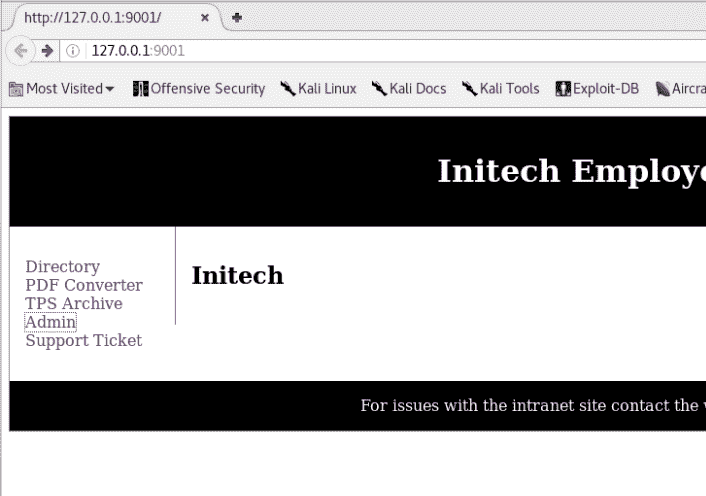 http://127.0.0.1:9001/
127.0.0.1:9001
Most Visited Offensive Security Kali Linux Kali Docs Kali Tools Exploit-DB Aircra
Initech Employe
Directory
PDF Converter
TPS Archive
Admin
Support Ticket
Initech
For issues with the intranet site contact the